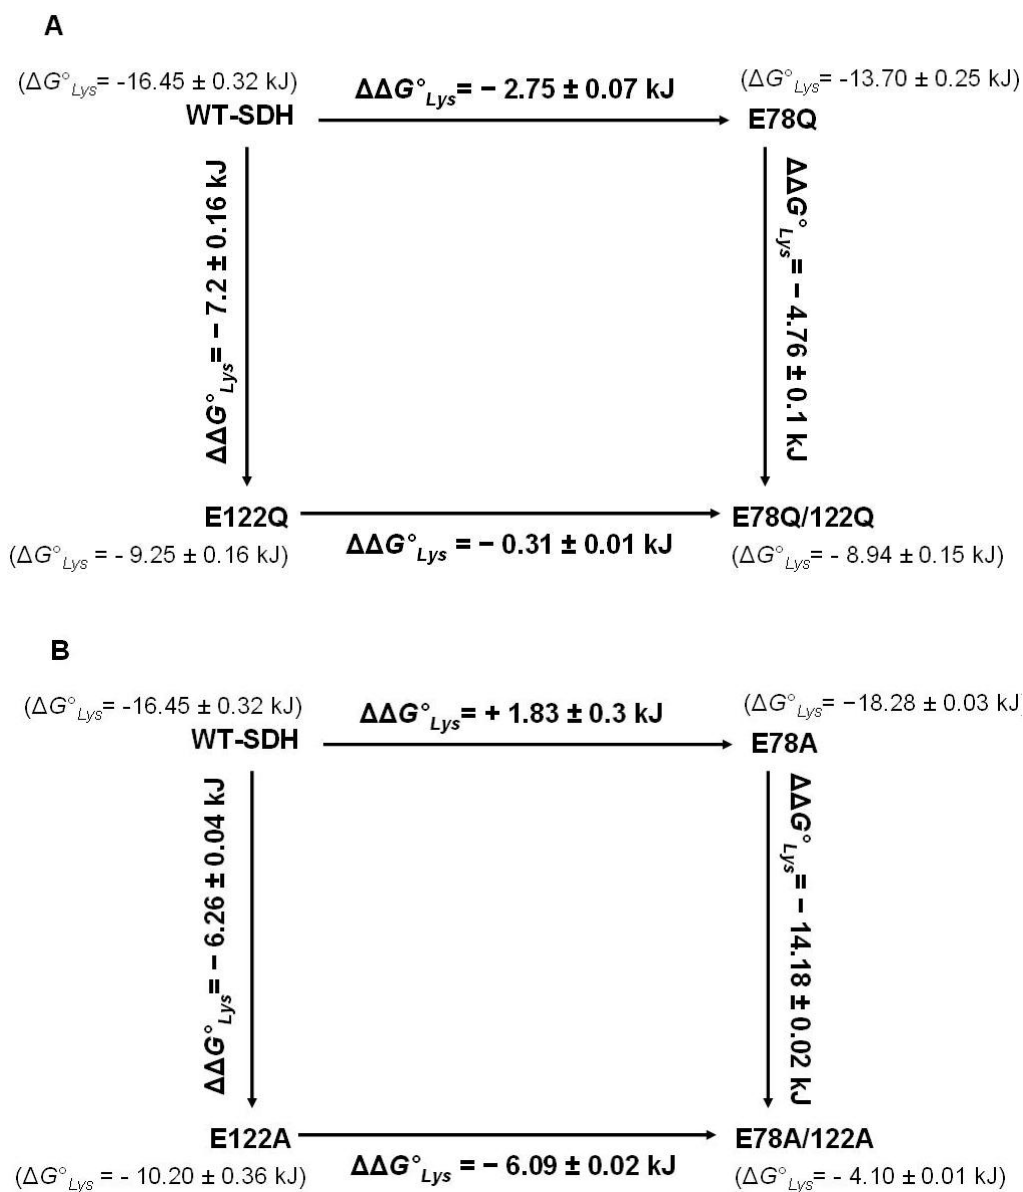 A
(ΔG°Lys= -16.45 ± 0.32 kJ)
ΔΔG°Lys= − 2.75 ± 0.07 kJ
(ΔG°Lys= -13.70 ± 0.25 kJ)
WT-SDH
E78Q
ΔΔG°Lys= − 7.2 ± 0.16 kJ
ΔΔG°Lys= − 4.76 ± 0.1 kJ
E122Q
E78Q/122Q
(ΔG°Lys = - 9.25 ± 0.16 kJ)
ΔΔG°Lys = − 0.31 ± 0.01 kJ
(ΔG°Lys= - 8.94 ± 0.15 kJ)
B
(ΔG°Lys= -16.45 ± 0.32 kJ)
ΔΔG°Lys= + 1.83 ± 0.3 kJ
(ΔG°Lys= −18.28 ± 0.03 kJ)
WT-SDH
E78A
ΔΔG°Lys= − 6.26 ± 0.04 kJ
ΔΔG°Lys= − 14.18 ± 0.02 kJ
E122A
E78A/122A
(ΔG°Lys = - 10.20 ± 0.36 kJ)
ΔΔG°Lys = − 6.09 ± 0.02 kJ
(ΔG°Lys= - 4.10 ± 0.01 kJ)